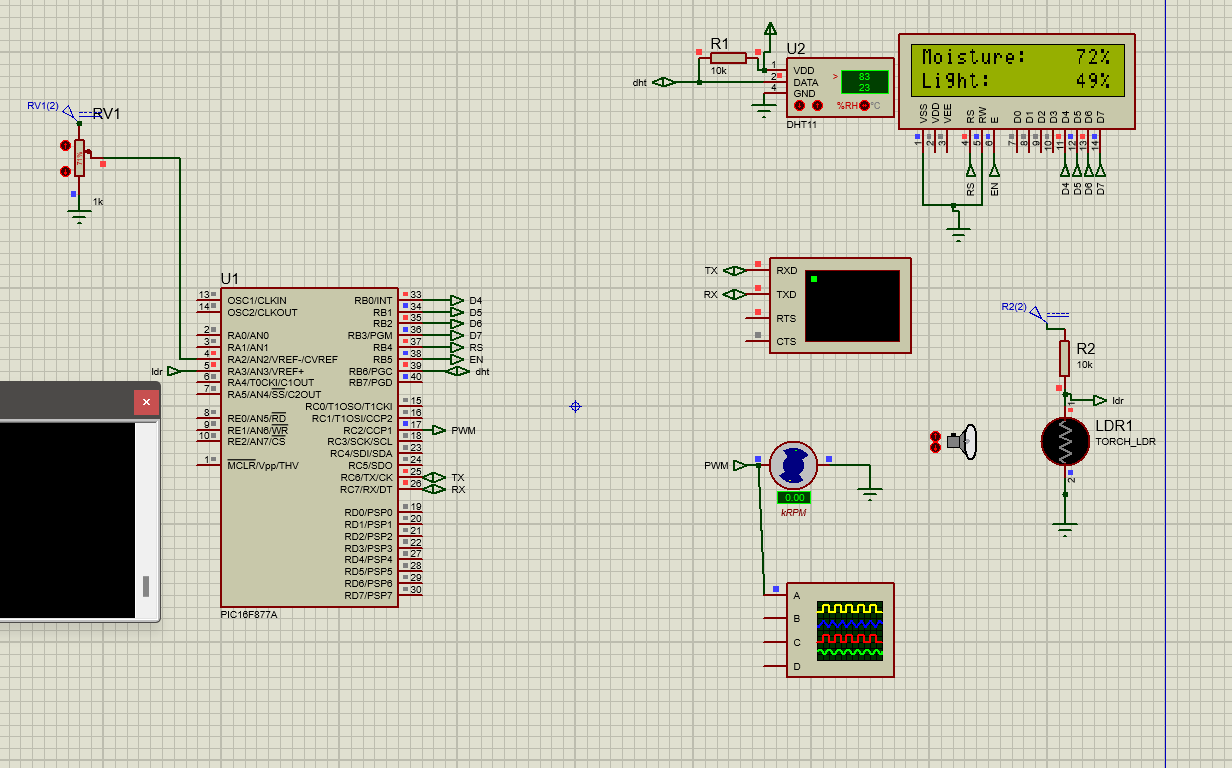 R1
10k
dht
U2
1
2
4
VDD
DATA
GND
>
83
23
%RH
°C
DHT11
Moisture: 72%
Light: 49%
VSS
VDD
VEE
RS
RW
E
D0
D1
D2
D3
D4
D5
D6
D7
1
2
3
4
5
6
7
8
9
10
11
12
13
14
RS
EN
D4
D5
D6
D7
RV1(2)
RV1
71%
1k
U1
13 OSC1/CLKIN RB0/INT 33 D4
14 OSC2/CLKOUT RB1 34 D5
RB2 35 D6
2 RA0/AN0 RB3/PGM 36 D7
3 RA1/AN1 RB4 37 RS
4 RA2/AN2/VREF-/CVREF RB5 38 EN
ldr 5 RA3/AN3/VREF+ RB6/PGC 39 dht
6 RA4/T0CKI/C1OUT RB7/PGD 40
7 RA5/AN4/SS/C2OUT
RC0/T1OSO/T1CKI 15
8 RE0/AN5/RD RC1/T1OSI/CCP2 16
9 RE1/AN6/WR RC2/CCP1 17 PWM
10 RE2/AN7/CS RC3/SCK/SCL 18
RC4/SDI/SDA 23
1 MCLR/Vpp/THV RC5/SDO 24
RC6/TX/CK 25 TX
RC7/RX/DT 26 RX
RD0/PSP0 19
RD1/PSP1 20
RD2/PSP2 21
RD3/PSP3 22
RD4/PSP4 27
RD5/PSP5 28
RD6/PSP6 29
RD7/PSP7 30
PIC16F877A
TX RXD
RX TXD
RTS
CTS
R2(2)
R2
10k
ldr
1
LDR1
TORCH_LDR
2
PWM
0.00
kRPM
A
B
C
D